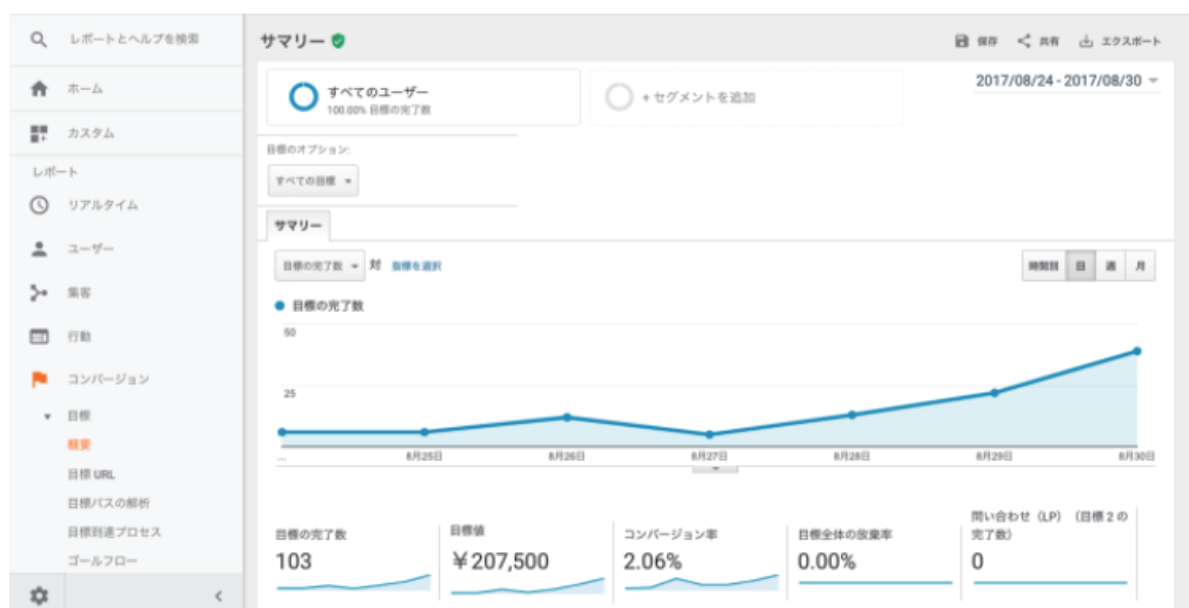 レポートとヘルプを検索
ホーム
カスタム
レポート
リアルタイム
ユーザー
集客
行動
コンバージョン
目標
概要
目標 URL
目標パスの解析
目標到達プロセス
ゴールフロー
サマリー
保存 共有 エクスポート
すべてのユーザー
100.00% 目標の完了数
+ セグメントを追加
2017/08/24 - 2017/08/30
目標のオプション:
すべての目標
サマリー
目標の完了数 対 指標を選択
時間別 日 週 月
目標の完了数
50
25
... 8月25日 8月26日 8月27日 8月28日 8月29日 8月30日
目標の完了数
103
目標値
¥207,500
コンバージョン率
2.06%
目標全体の放棄率
0.00%
問い合わせ（LP）（目標 2 の
完了数）
0